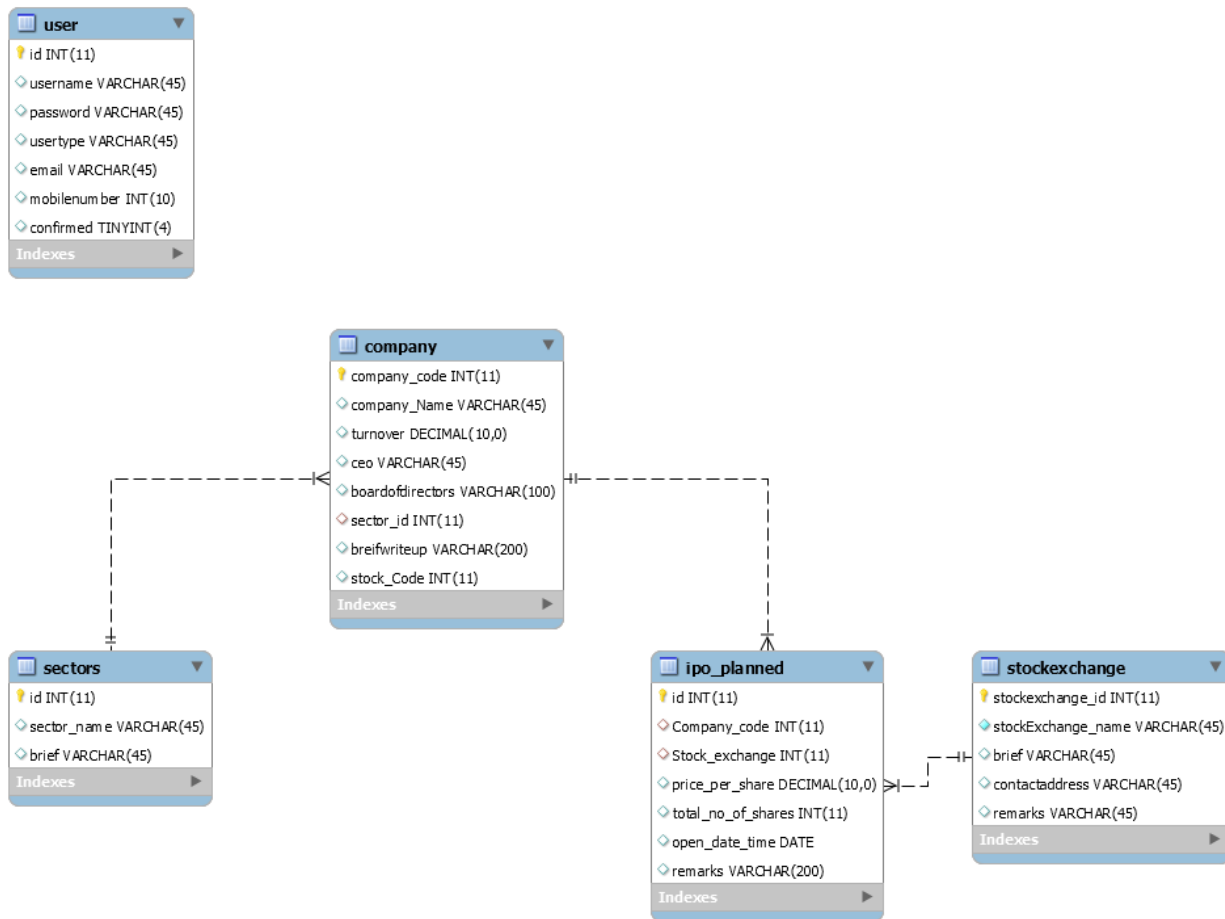 user
id INT(11)
username VARCHAR(45)
password VARCHAR(45)
usertype VARCHAR(45)
email VARCHAR(45)
mobilenumber INT(10)
confirmed TINYINT(4)
Indexes
company
company_code INT(11)
company_Name VARCHAR(45)
turnover DECIMAL(10,0)
ceo VARCHAR(45)
boardofdirectors VARCHAR(100)
sector_id INT(11)
breifwriteup VARCHAR(200)
stock_Code INT(11)
Indexes
sectors
id INT(11)
sector_name VARCHAR(45)
brief VARCHAR(45)
Indexes
ipo_planned
id INT(11)
Company_code INT(11)
Stock_exchange INT(11)
price_per_share DECIMAL(10,0)
total_no_of_shares INT(11)
open_date_time DATE
remarks VARCHAR(200)
Indexes
stockexchange
stockexchange_id INT(11)
stockExchange_name VARCHAR(45)
brief VARCHAR(45)
contactaddress VARCHAR(45)
remarks VARCHAR(45)
Indexes